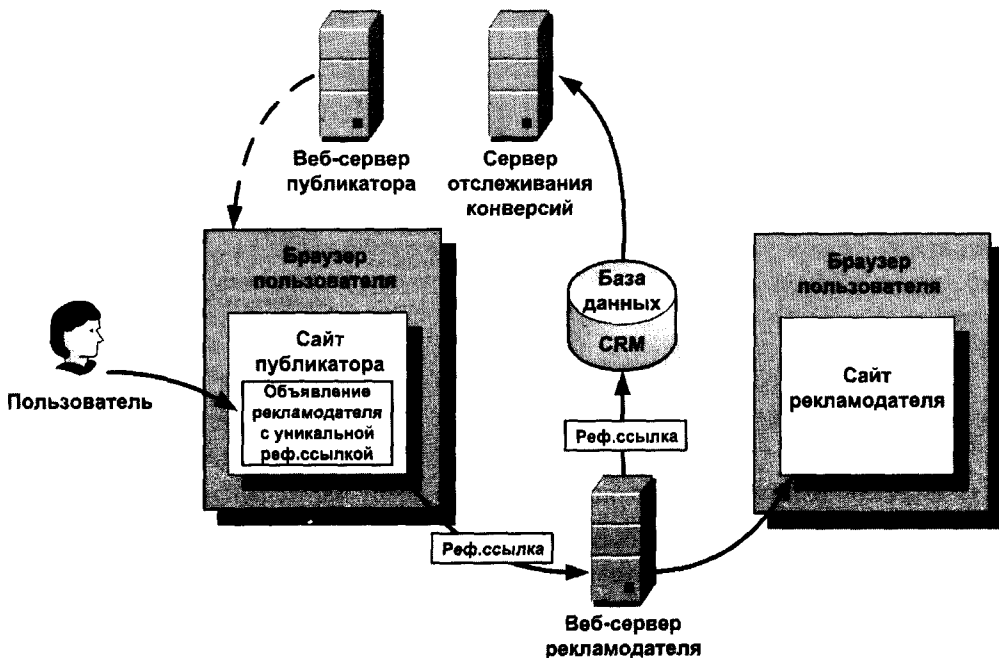 Веб-сервер
публикатора
Сервер
отслеживания
конверсий
Браузер
пользователя
Сайт
публикатора
Объявление
рекламодателя
с уникальной
реф.ссылкой
Пользователь
База
данных
CRM
Реф.ссылка
Реф.ссылка
Веб-сервер
рекламодателя
Браузер
пользователя
Сайт
рекламодателя